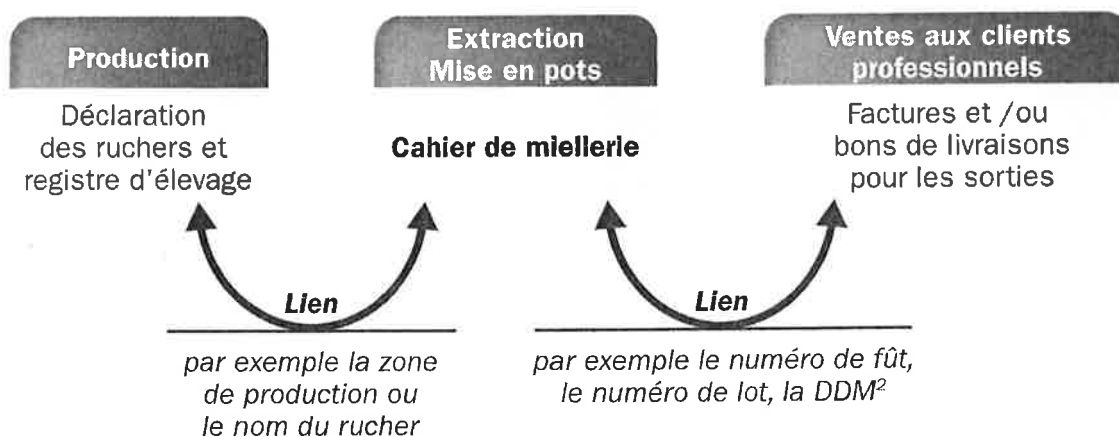 Production
Déclaration
des ruchers et
registre d'élevage
Extraction
Mise en pots
Cahier de miellerie
Ventes aux clients
professionnels
Factures et /ou
bons de livraisons
pour les sorties
Lien
par exemple la zone
de production ou
le nom du rucher
Lien
par exemple le numéro de fût,
le numéro de lot, la DDM²